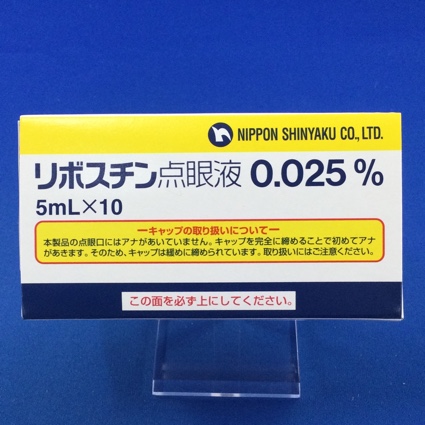 NIPPON SHINYAKU CO., LTD.
リボスチン点眼液 0.025%
5mL×10
ーキャップの取り扱いについてー
本製品の点眼口にはアナがあいていません。キャップを完全に締めることで初めてアナ
があきます。そのため、キャップは緩めに締められています。取り扱いにはご注意ください。
この面を必ず上にしてください。